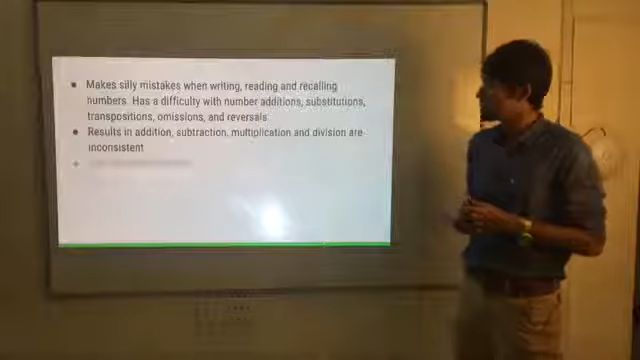 Makes silly mistakes when writing, reading and recalling
numbers. Has a difficulty with number additions, substitutions,
transpositions, omissions, and reversals.
Results in addition, subtraction, multiplication and division are
inconsistent